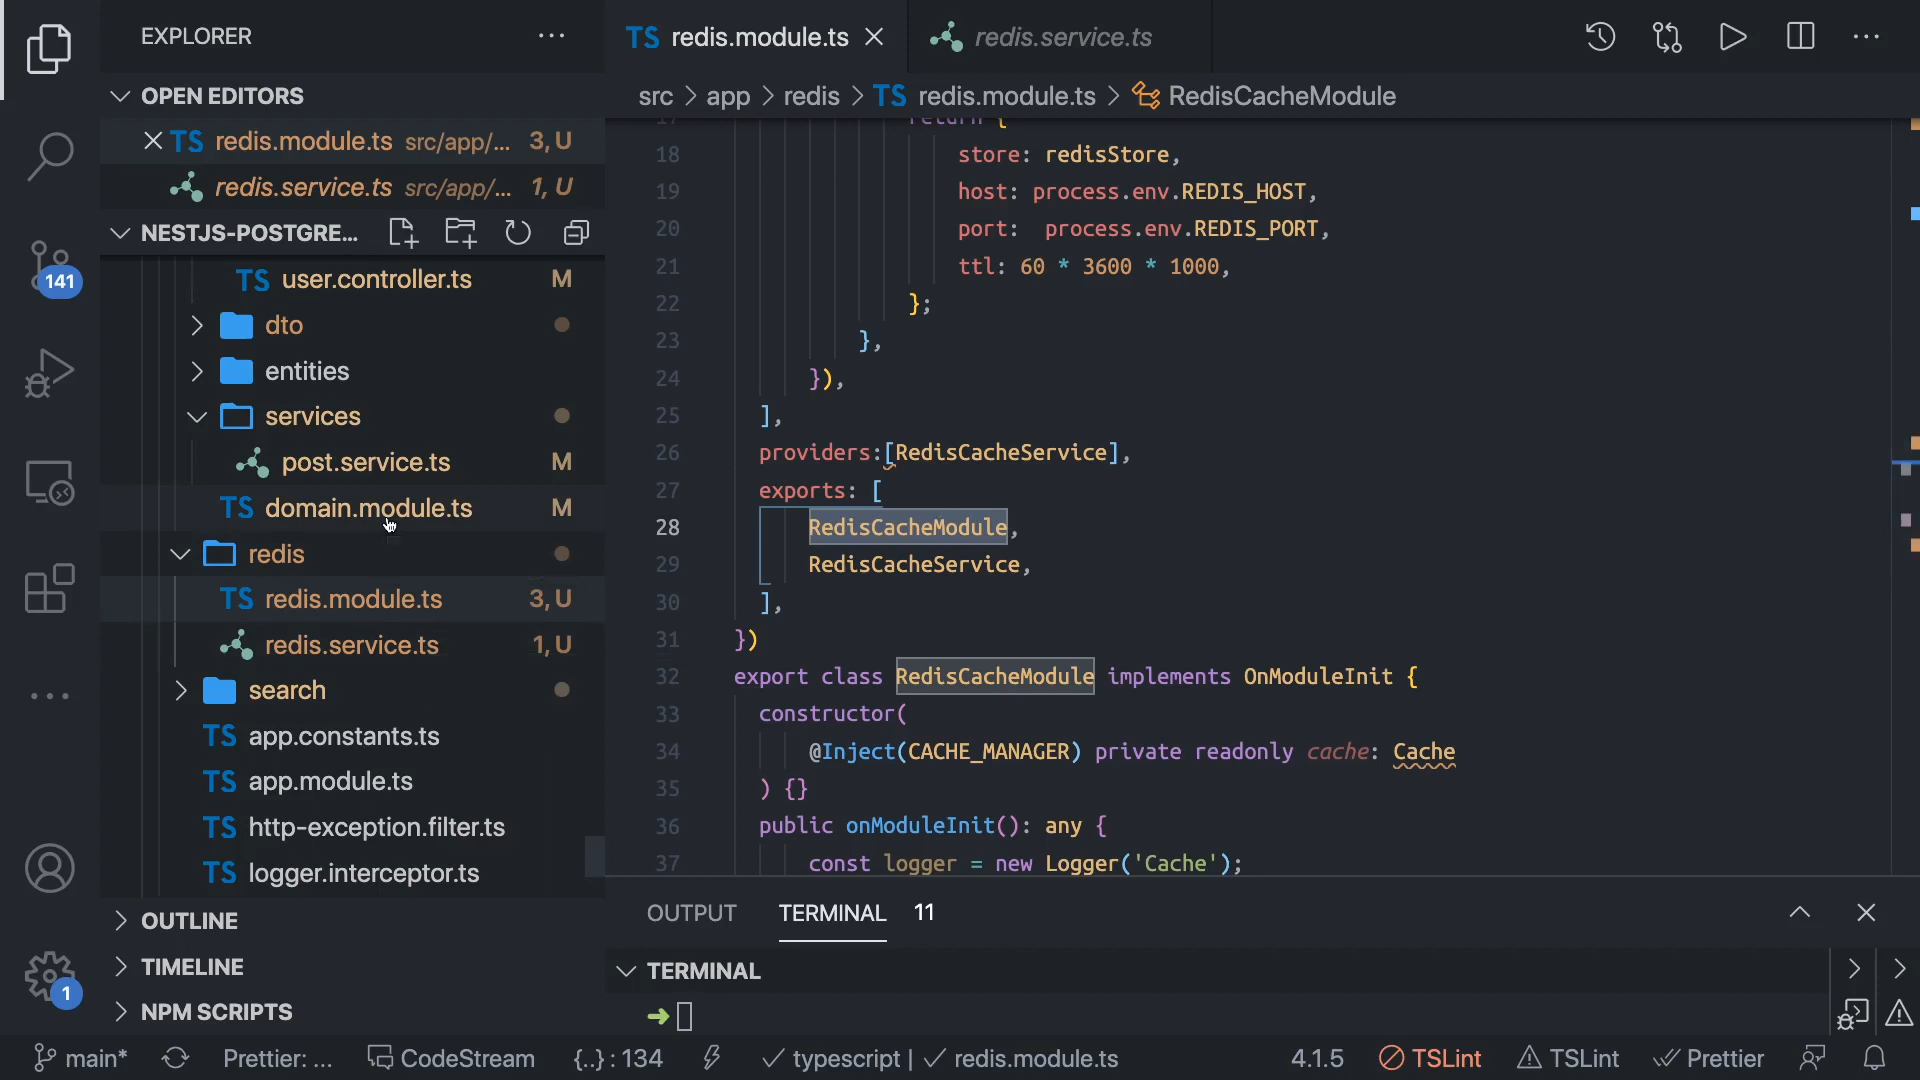 EXPLORER
OPEN EDITORS
TS redis.module.ts src/app/... 3, U
redis.service.ts src/app/... 1, U
NESTJS-POSTGRE...
TS user.controller.ts M
dto
entities
services
post.service.ts M
TS domain.module.ts M
redis
TS redis.module.ts 3, U
redis.service.ts 1, U
search
TS app.constants.ts
TS app.module.ts
TS http-exception.filter.ts
TS logger.interceptor.ts
OUTLINE
TIMELINE
NPM SCRIPTS
141
1
TS redis.module.ts
redis.service.ts
src > app > redis > TS redis.module.ts > RedisCacheModule
17 return {
18 store: redisStore,
19 host: process.env.REDIS_HOST,
20 port: process.env.REDIS_PORT,
21 ttl: 60 * 3600 * 1000,
22 };
23 },
24 }),
25 ],
26 providers:[RedisCacheService],
27 exports: [
28 RedisCacheModule,
29 RedisCacheService,
30 ],
31 })
32 export class RedisCacheModule implements OnModuleInit {
33 constructor(
34 @Inject(CACHE_MANAGER) private readonly cache: Cache
35 ) {}
36 public onModuleInit(): any {
37 const logger = new Logger('Cache');
OUTPUT TERMINAL 11
TERMINAL
main* Prettier: ... CodeStream {..} : 134 typescript | redis.module.ts 4.1.5 TSLint TSLint Prettier